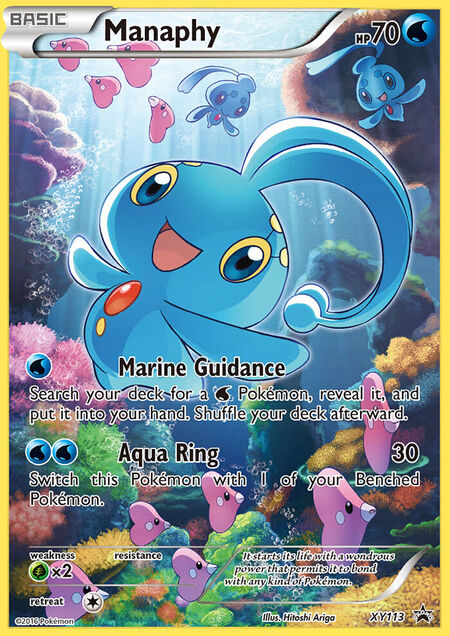 BASIC Manaphy HP70
Marine Guidance
Search your deck for a Pokémon, reveal it, and
put it into your hand. Shuffle your deck afterward.
Aqua Ring 30
Switch this Pokémon with 1 of your Benched
Pokémon.
weakness resistance
×2
retreat
It starts its life with a wondrous
power that permits it to bond
with any kind of Pokémon.
©2016 Pokémon Illus. Hitoshi Ariga XY113